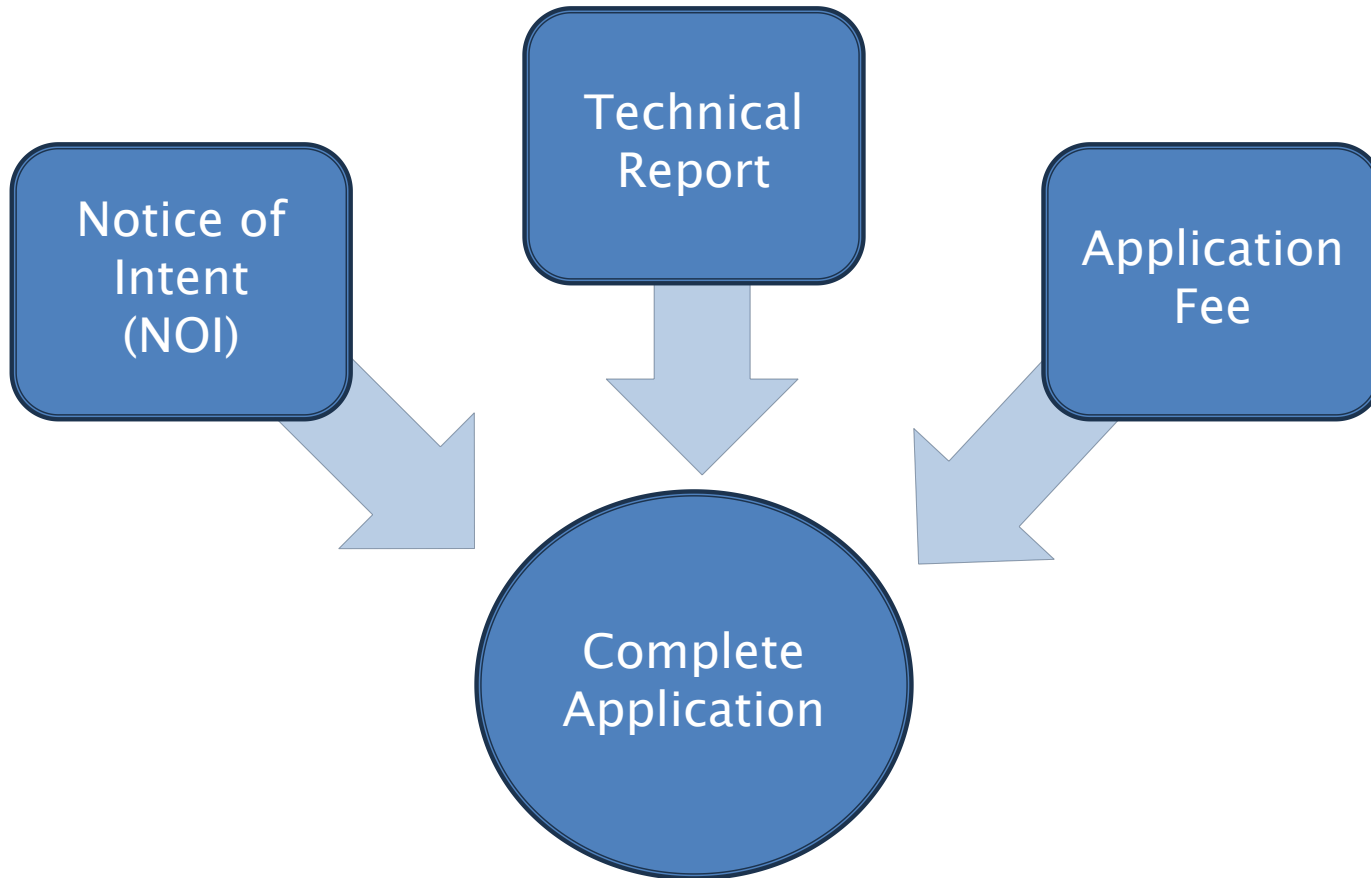 Notice of
Intent
(NOI)
Technical
Report
Application
Fee
Complete
Application